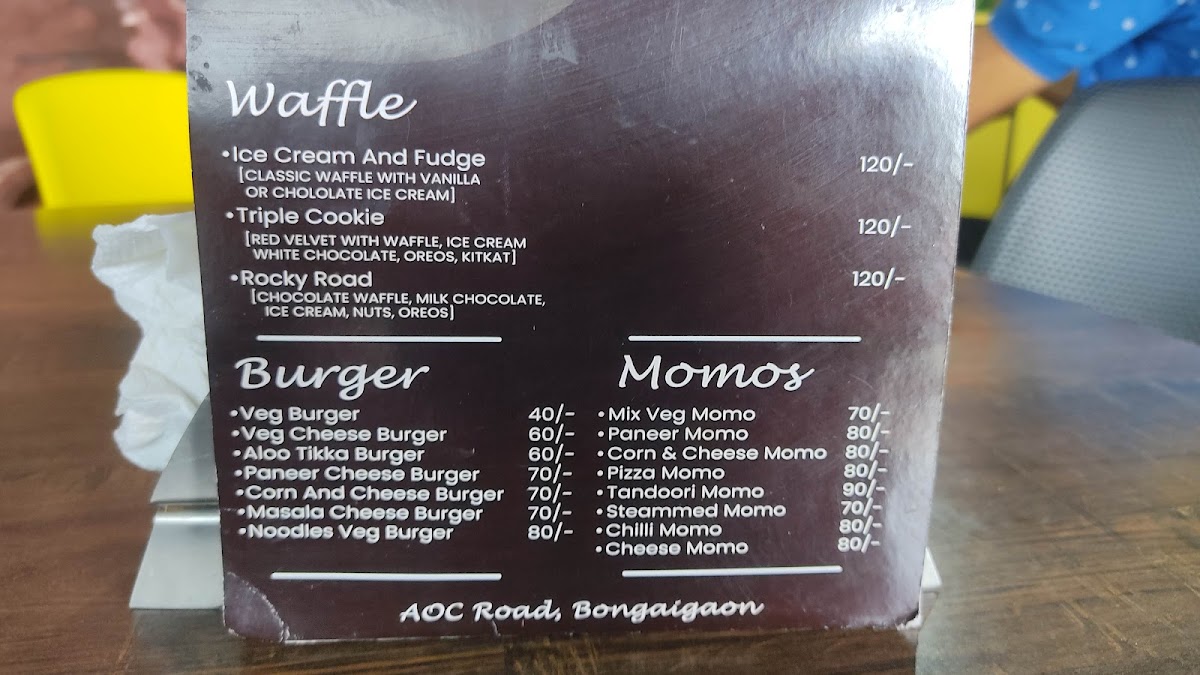 Waffle
•Ice Cream And Fudge 120/-
[CLASSIC WAFFLE WITH VANILLA
OR CHOLOLATE ICE CREAM]
•Triple Cookie 120/-
[RED VELVET WITH WAFFLE, ICE CREAM
WHITE CHOCOLATE, OREOS, KITKAT]
•Rocky Road 120/-
[CHOCOLATE WAFFLE, MILK CHOCOLATE,
ICE CREAM, NUTS, OREOS]
Burger
•Veg Burger 40/-
•Veg Cheese Burger 60/-
•Aloo Tikka Burger 60/-
•Paneer Cheese Burger 70/-
•Corn And Cheese Burger 70/-
•Masala Cheese Burger 70/-
•Noodles Veg Burger 80/-
Momos
•Mix Veg Momo 70/-
•Paneer Momo 80/-
•Corn & Cheese Momo 80/-
•Pizza Momo 80/-
•Tandoori Momo 90/-
•Steammed Momo 70/-
•Chilli Momo 80/-
•Cheese Momo 80/-
AOC Road, Bongaigaon